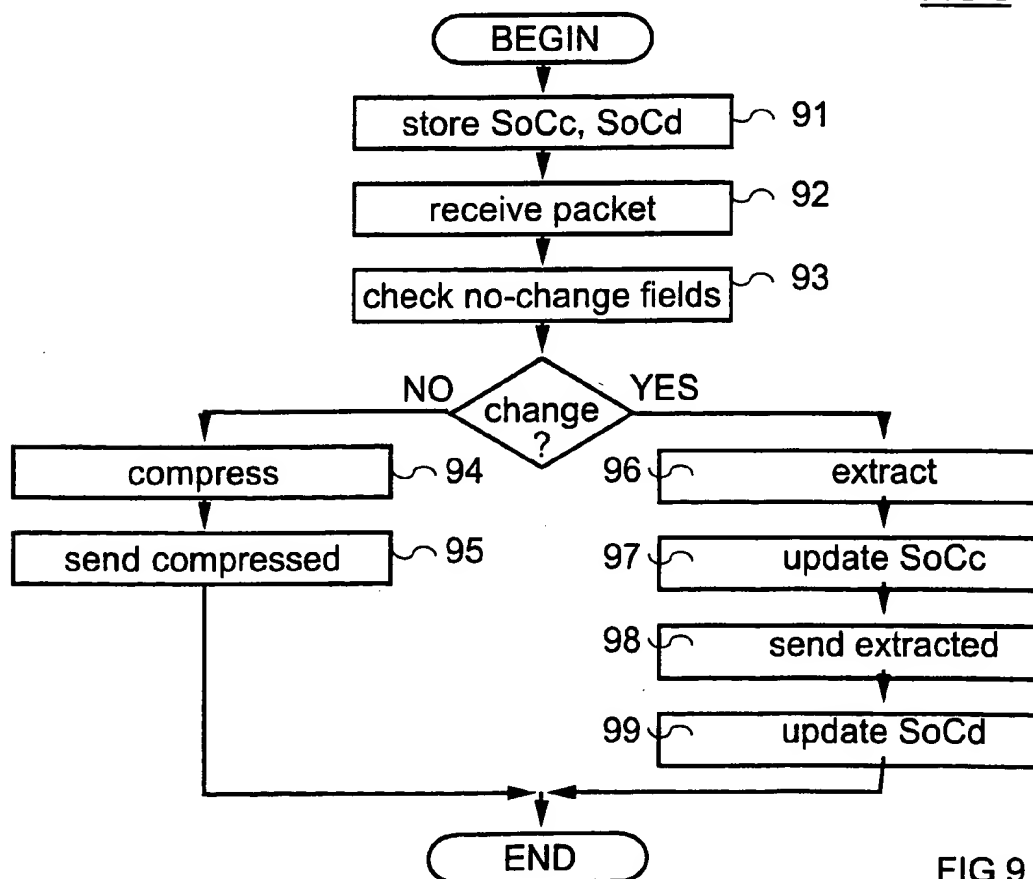 BEGIN
store SoCc, SoCd
91
receive packet
92
check no-change fields
93
NO
YES
change
?
compress
94
96
extract
send compressed
95
97
update SoCc
98
send extracted
99
update SoCd
END
FIG 9